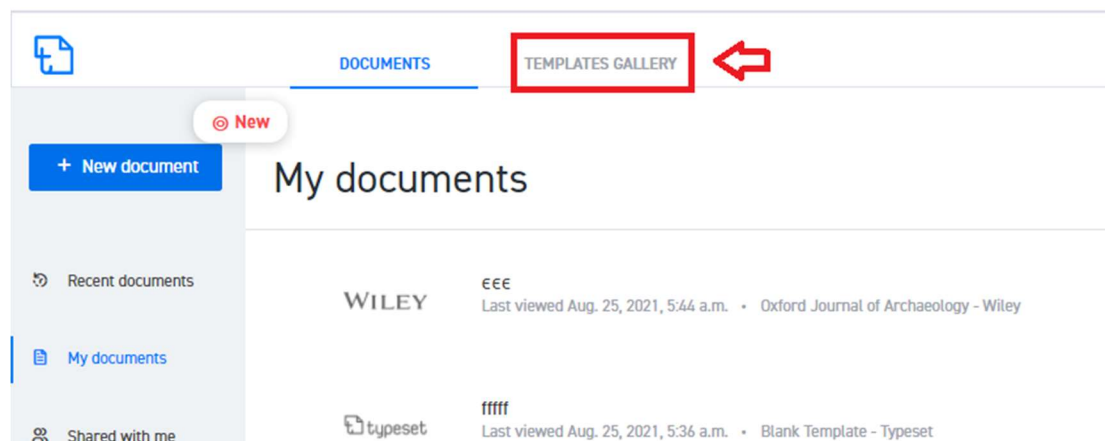 DOCUMENTS
TEMPLATES GALLERY
New
+ New document
My documents
Recent documents
My documents
Shared with me
WILEY
εεε
Last viewed Aug. 25, 2021, 5:44 a.m. • Oxford Journal of Archaeology - Wiley
typeset
fffff
Last viewed Aug. 25, 2021, 5:36 a.m. • Blank Template - Typeset